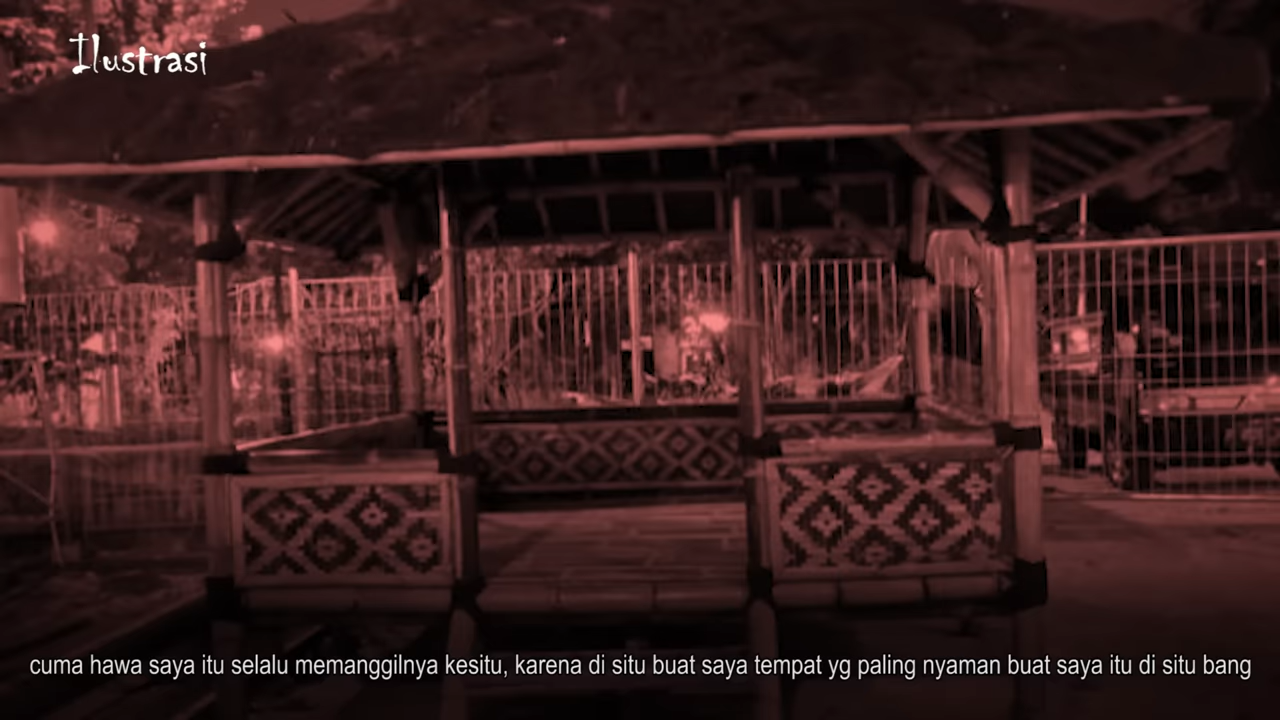 Ilustrasi
cuma hawa saya itu selalu memanggilnya kesitu, karena di situ buat saya tempat yg paling nyaman buat saya itu di situ bang